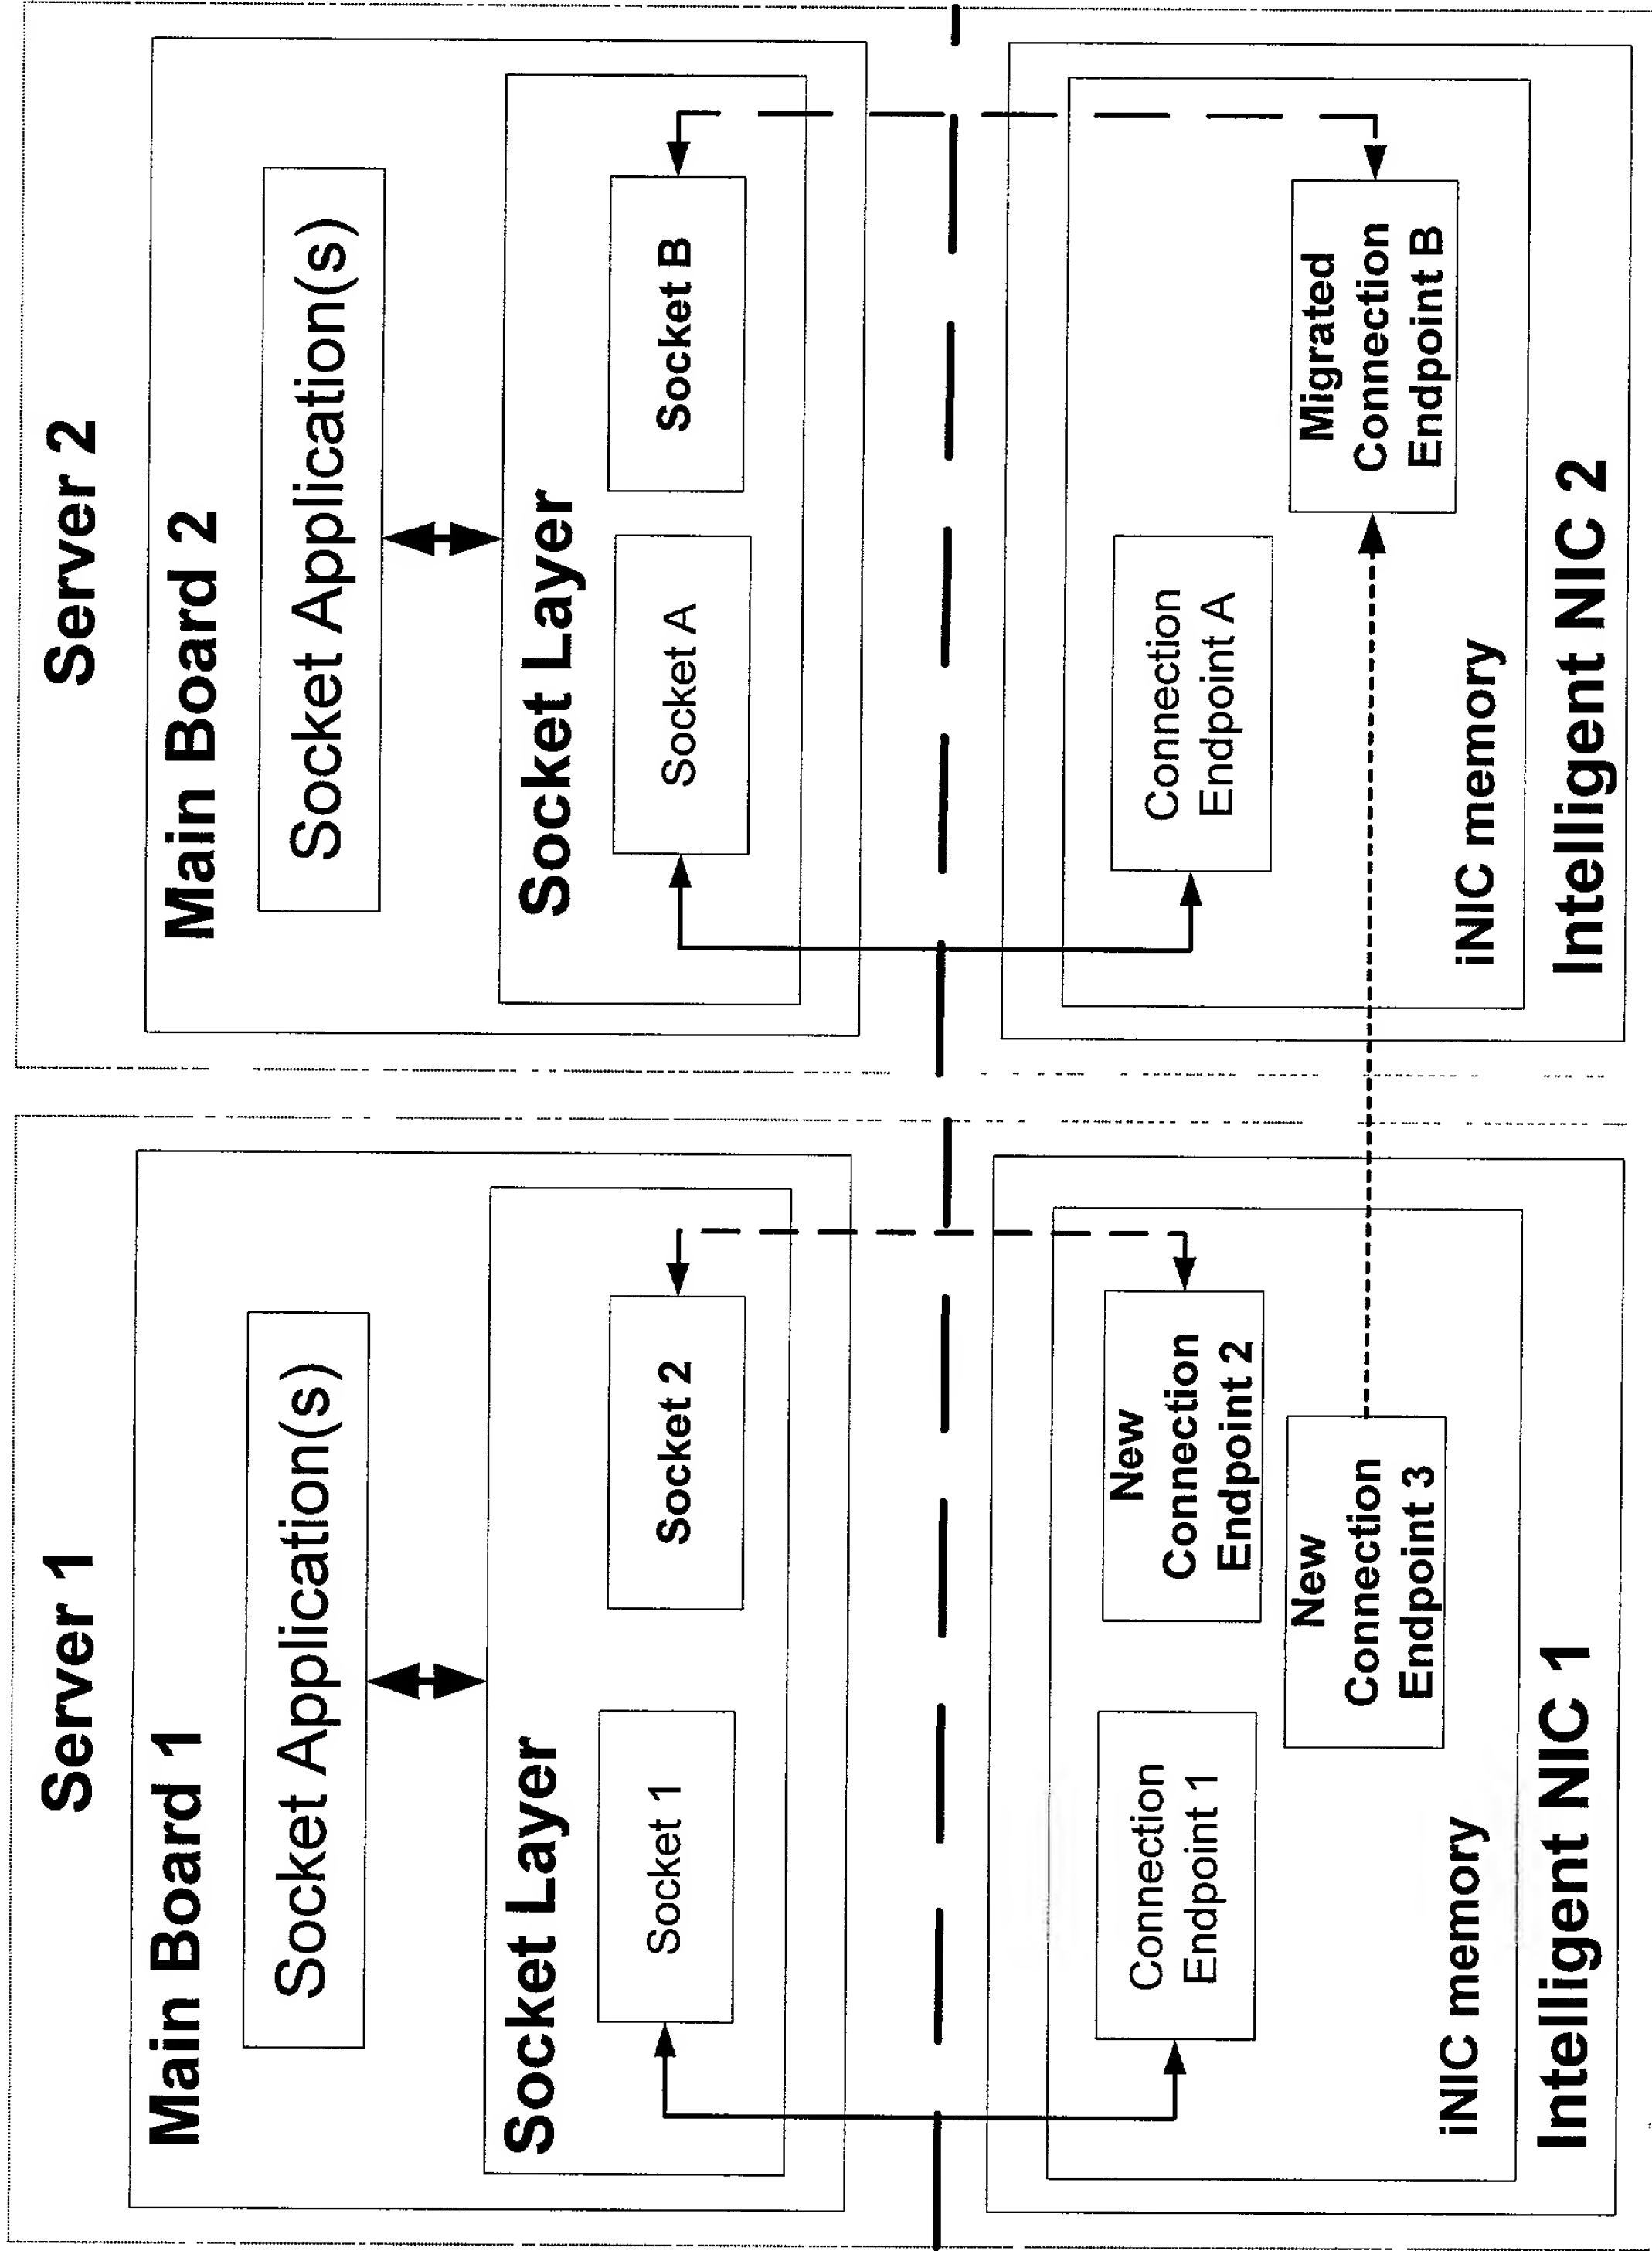 Server 1
Main Board 1
Socket Application(s)
Socket Layer
Socket 1
Socket 2
Connection
Endpoint 1
New
Connection
Endpoint 2
New
Connection
Endpoint 3
iNIC memory
Intelligent NIC 1
Server 2
Main Board 2
Socket Application(s)
Socket Layer
Socket A
Socket B
Connection
Endpoint A
Migrated
Connection
Endpoint B
iNIC memory
Intelligent NIC 2